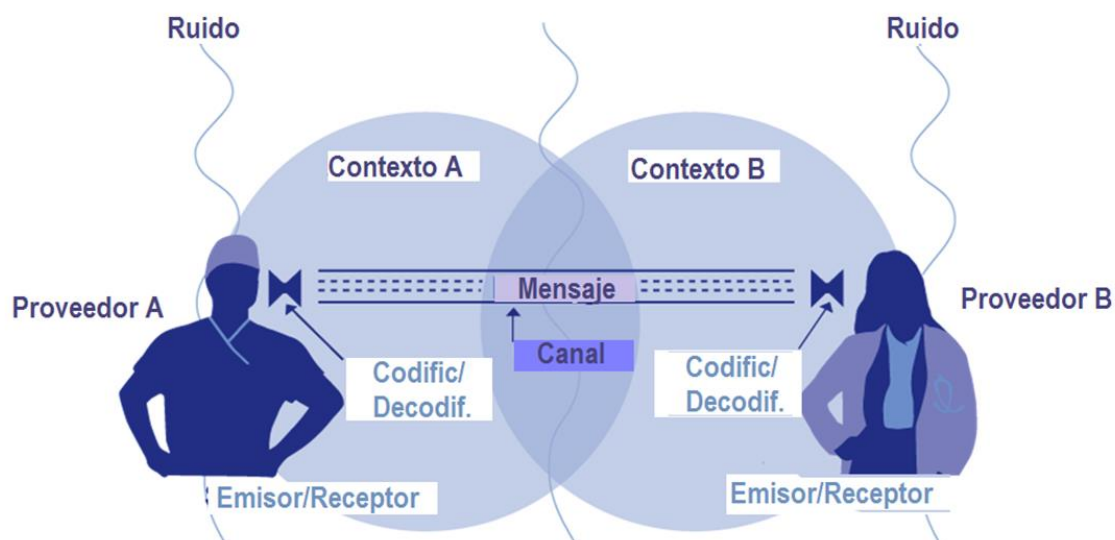 Ruido
Ruido
Contexto A
Contexto B
Proveedor A
Mensaje
Proveedor B
Canal
Codific/
Decodif.
Codific/
Decodif.
Emisor/Receptor
Emisor/Receptor